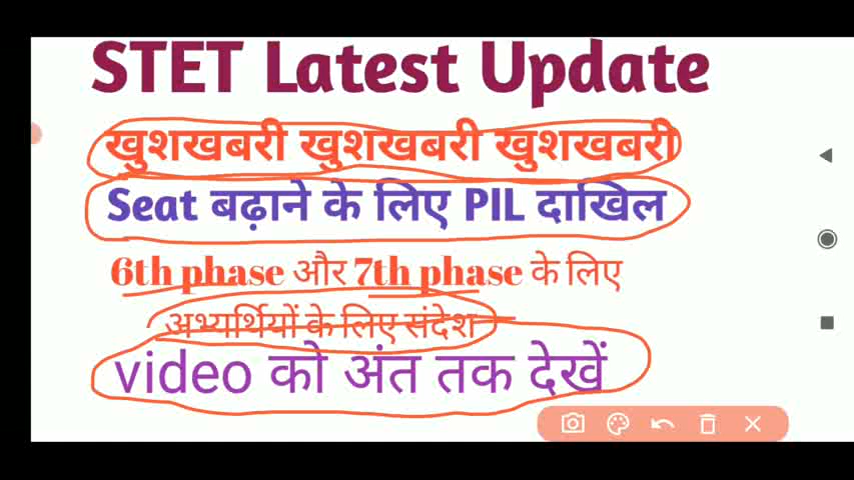 STET Latest Update
खुशखबरी खुशखबरी खुशखबरी
Seat बढ़ाने के लिए PIL दाखिल
6th phase और 7th phase के लिए
अभ्यर्थियों के लिए संदेश
video को अंत तक देखें